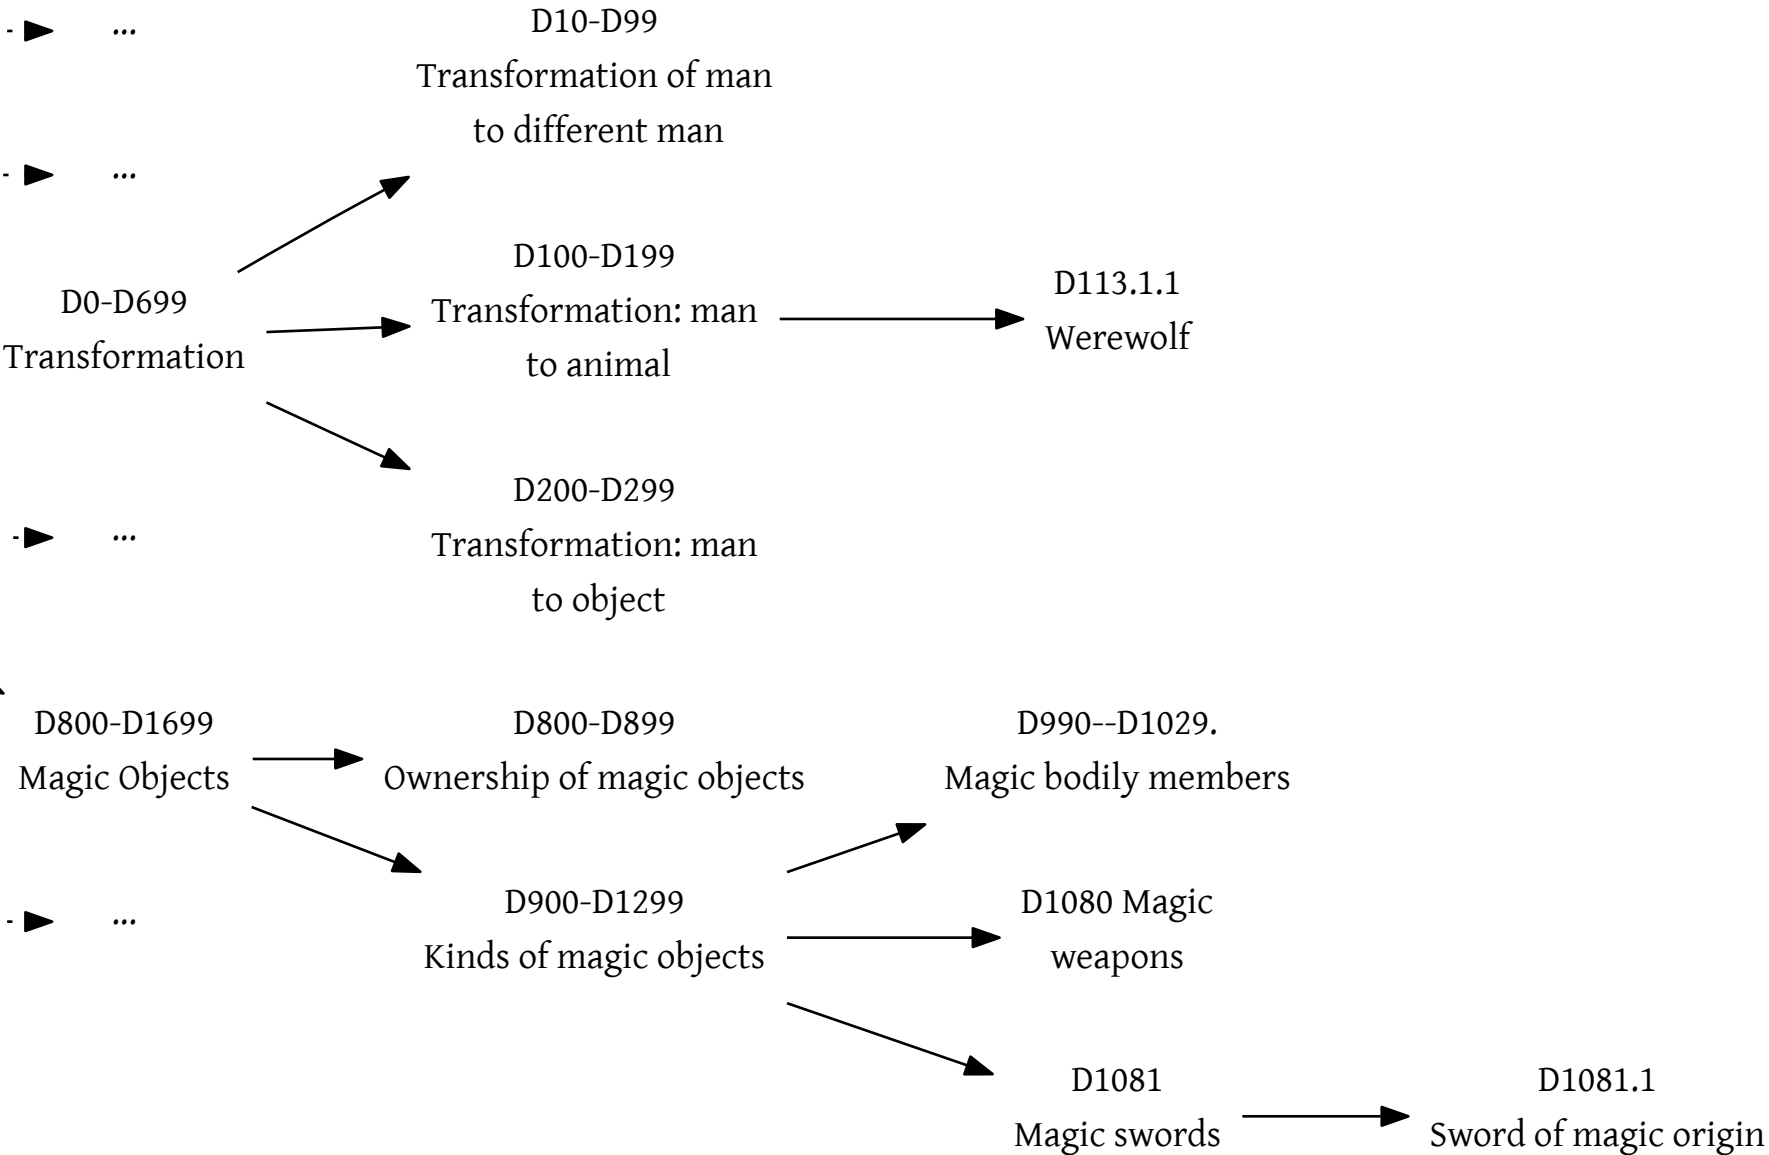 ...
D10-D99
Transformation of man
to different man
...
D0-D699
Transformation
D100-D199
Transformation: man
to animal
D113.1.1
Werewolf
D200-D299
Transformation: man
to object
...
D800-D1699
Magic Objects
D800-D899
Ownership of magic objects
D990--D1029.
Magic bodily members
...
D900-D1299
Kinds of magic objects
D1080 Magic
weapons
D1081
Magic swords
D1081.1
Sword of magic origin